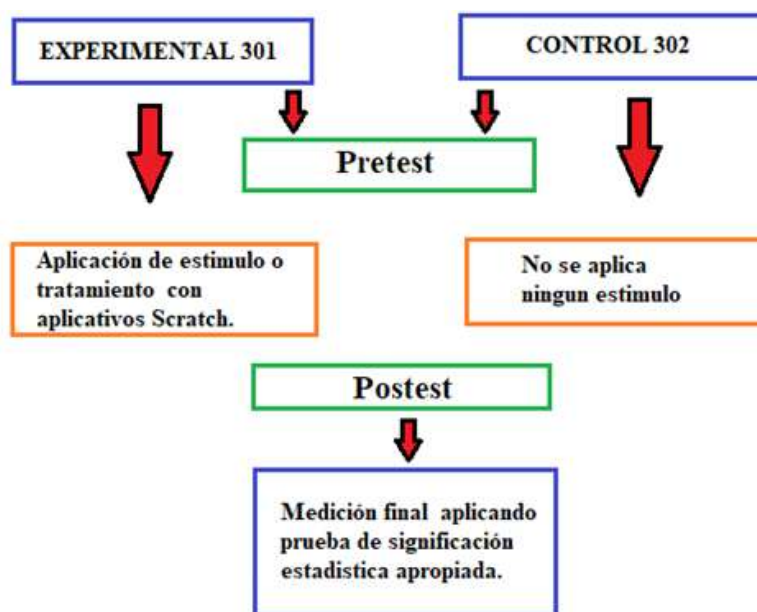 EXPERIMENTAL 301
CONTROL 302
Pretest
Aplicación de estimulo o
tratamiento con
aplicativos Scratch.
No se aplica
ningun estimulo
Postest
Medición final aplicando
prueba de significación
estadistica apropiada.